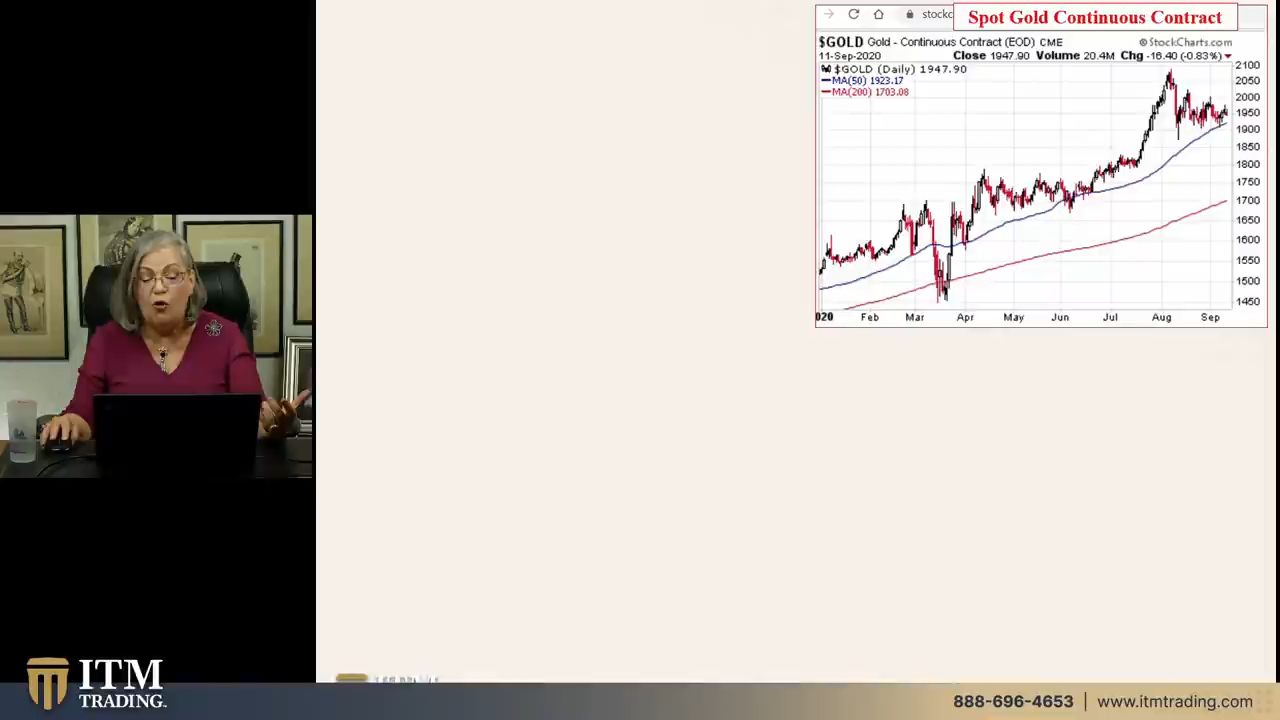 stockc
Spot Gold Continuous Contract
$GOLD Gold - Continuous Contract (EOD) CME
© StockCharts.com
11-Sep-2020
Close 1947.90 Volume 20.4M Chg -16.40 (-0.83%)
$GOLD (Daily) 1947.90
MA(50) 1923.17
MA(200) 1703.08
2100
2050
2000
1950
1900
1850
1800
1750
1700
1650
1600
1550
1500
1450
020 Feb Mar Apr May Jun Jul Aug Sep
ITM
TRADING.
888-696-4653 | www.itmtrading.com